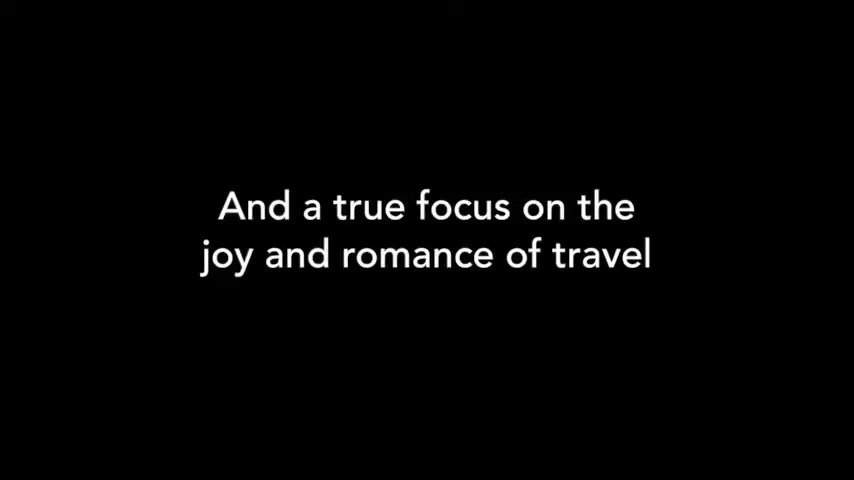 And a true focus on the
joy and romance of travel